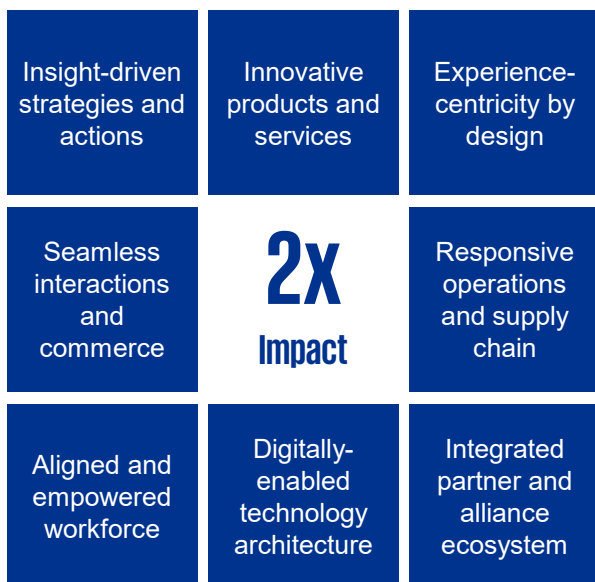 Insight-driven
strategies and
actions
Innovative
products and
services
Experience-
centricity by
design
Seamless
interactions
and
commerce
2x
Impact
Responsive
operations
and supply
chain
Aligned and
empowered
workforce
Digitally-
enabled
technology
architecture
Integrated
partner and
alliance
ecosystem